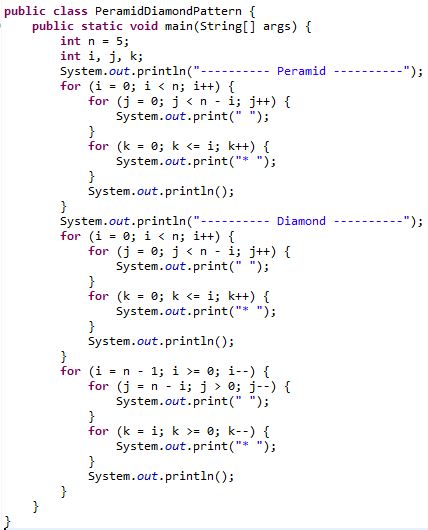 public class PeramidDiamondPattern {
    public static void main(String[] args) {
        int n = 5;
        int i, j, k;
        System.out.println("---------- Peramid ----------");
        for (i = 0; i < n; i++) {
            for (j = 0; j < n - i; j++) {
                System.out.print(" ");
            }
            for (k = 0; k <= i; k++) {
                System.out.print("* ");
            }
            System.out.println();
        }
        System.out.println("---------- Diamond ----------");
        for (i = 0; i < n; i++) {
            for (j = 0; j < n - i; j++) {
                System.out.print(" ");
            }
            for (k = 0; k <= i; k++) {
                System.out.print("* ");
            }
            System.out.println();
        }
        for (i = n - 1; i >= 0; i--) {
            for (j = n - i; j > 0; j--) {
                System.out.print(" ");
            }
            for (k = i; k >= 0; k--) {
                System.out.print("* ");
            }
            System.out.println();
        }
    }
}